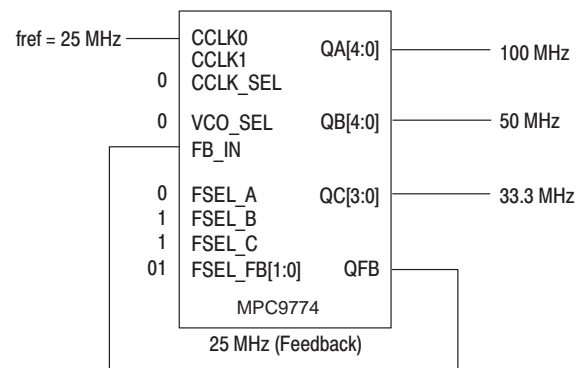 fref = 25 MHz CCLK0 QA[4:0] 100 MHz
CCLK1
0 CCLK_SEL
0 VCO_SEL QB[4:0] 50 MHz
FB_IN
0 FSEL_A QC[3:0] 33.3 MHz
1 FSEL_B
1 FSEL_C
01 FSEL_FB[1:0] QFB
MPC9774
25 MHz (Feedback)